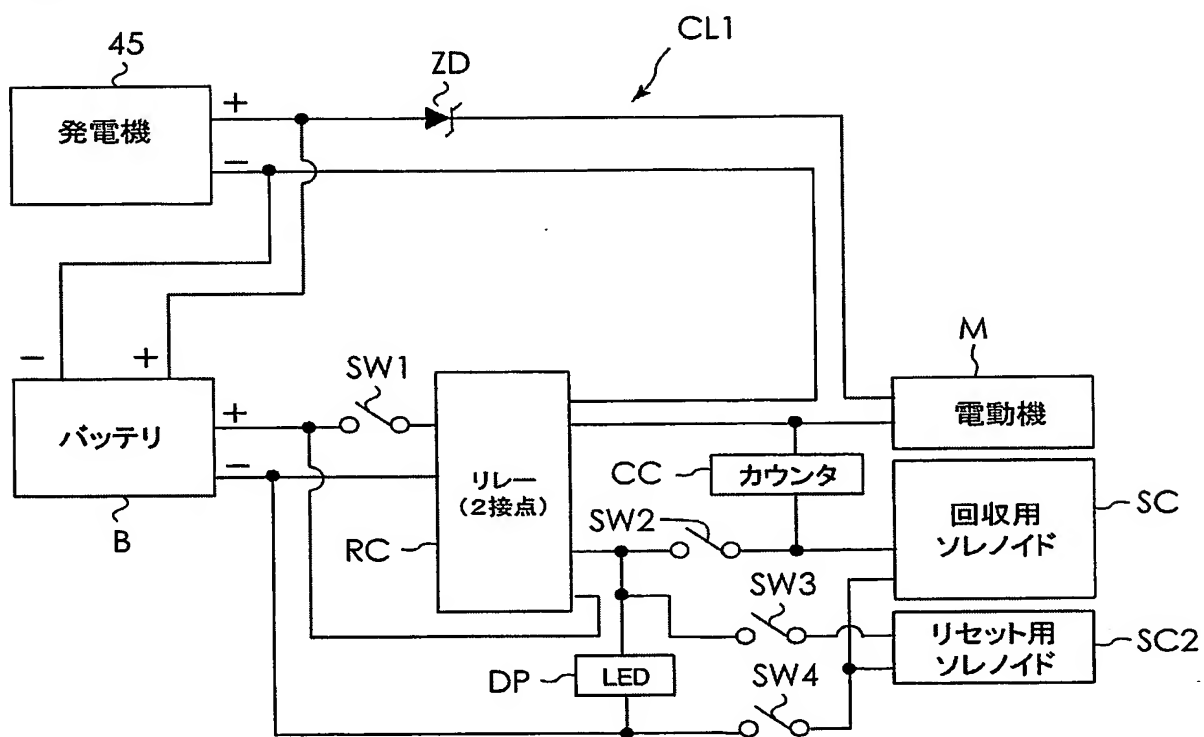 45
ZD
CL1
発電機
+
−
−
+
SW1
M
電動機
バッテリ
+
−
B
リレー
(2接点)
RC
CC
カウンタ
SW2
回収用
ソレノイド
SC
SW3
リセット用
ソレノイド
SC2
DP
LED
SW4